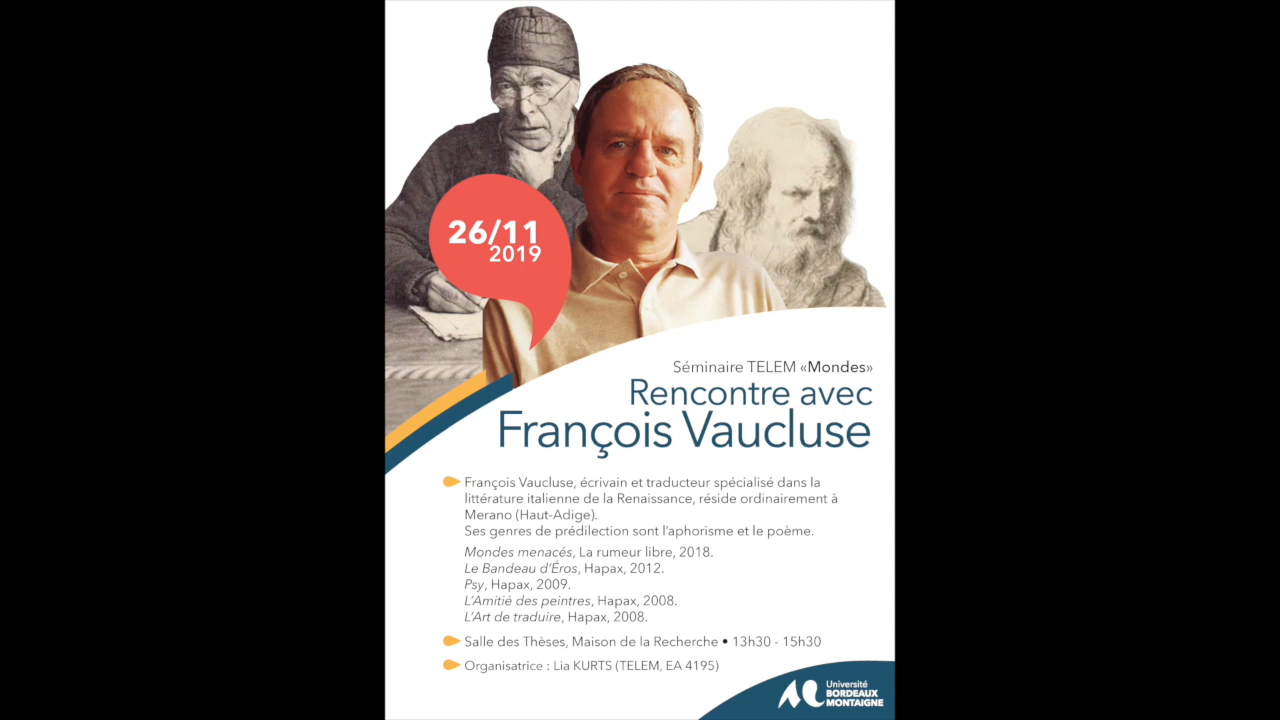 26/11
2019
Séminaire TELEM «Mondes»
Rencontre avec
François Vaucluse
François Vaucluse, écrivain et traducteur spécialisé dans la
littérature italienne de la Renaissance, réside ordinairement à
Merano (Haut-Adige).
Ses genres de prédilection sont l'aphorisme et le poème.
Mondes menacés, La rumeur libre, 2018.
Le Bandeau d'Éros, Hapax, 2012.
Psy, Hapax, 2009.
L'Amitié des peintres, Hapax, 2008.
L'Art de traduire, Hapax, 2008.
Salle des Thèses, Maison de la Recherche • 13h30 - 15h30
Organisatrice : Lia KURTS (TELEM, EA 4195)
Université
BORDEAUX
MONTAIGNE